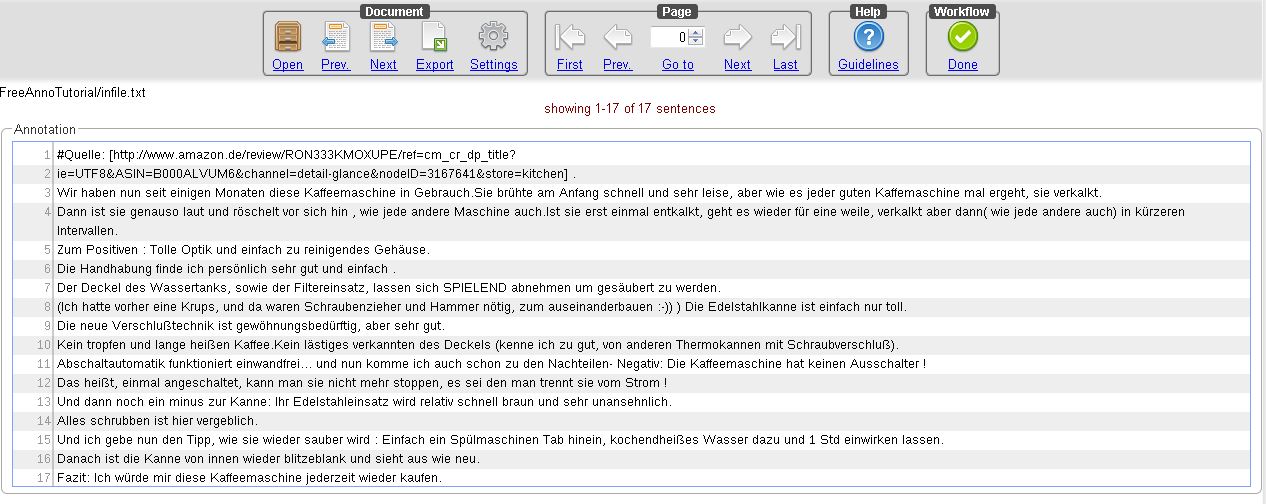 Document Page Help Workflow
0
Open Prev. Next Export Settings First Prev. Go to Next Last Guidelines Done
FreeAnnoTutorial/infile.txt
showing 1-17 of 17 sentences
Annotation
1 #Quelle: [http://www.amazon.de/review/RON333KMOXUPE/ref=cm_cr_dp_title?
2 ie=UTF8&ASIN=B000ALVUM6&channel=detail-glance&nodeID=3167641&store=kitchen] .
3 Wir haben nun seit einigen Monaten diese Kaffeemaschine in Gebrauch.Sie brühte am Anfang schnell und sehr leise, aber wie es jeder guten Kaffemaschine mal ergeht, sie verkalkt.
4 Dann ist sie genauso laut und röschelt vor sich hin , wie jede andere Maschine auch.Ist sie erst einmal entkalkt, geht es wieder für eine weile, verkalkt aber dann( wie jede andere auch) in kürzeren
Intervallen.
5 Zum Positiven : Tolle Optik und einfach zu reinigendes Gehäuse.
6 Die Handhabung finde ich persönlich sehr gut und einfach .
7 Der Deckel des Wassertanks, sowie der Filtereinsatz, lassen sich SPIELEND abnehmen um gesäubert zu werden.
8 (Ich hatte vorher eine Krups, und da waren Schraubenzieher und Hammer nötig, zum auseinanderbauen :-)) ) Die Edelstahlkanne ist einfach nur toll.
9 Die neue Verschlußtechnik ist gewöhnungsbedürftig, aber sehr gut.
10 Kein tropfen und lange heißen Kaffee.Kein lästiges verkannten des Deckels (kenne ich zu gut, von anderen Thermokannen mit Schraubverschluß).
11 Abschaltautomatik funktioniert einwandfrei... und nun komme ich auch schon zu den Nachteilen- Negativ: Die Kaffeemaschine hat keinen Ausschalter !
12 Das heißt, einmal angeschaltet, kann man sie nicht mehr stoppen, es sei den man trennt sie vom Strom !
13 Und dann noch ein minus zur Kanne: Ihr Edelstahleinsatz wird relativ schnell braun und sehr unansehnlich.
14 Alles schrubben ist hier vergeblich.
15 Und ich gebe nun den Tipp, wie sie wieder sauber wird : Einfach ein Spülmaschinen Tab hinein, kochendheißes Wasser dazu und 1 Std einwirken lassen.
16 Danach ist die Kanne von innen wieder blitzeblank und sieht aus wie neu.
17 Fazit: Ich würde mir diese Kaffeemaschine jederzeit wieder kaufen.